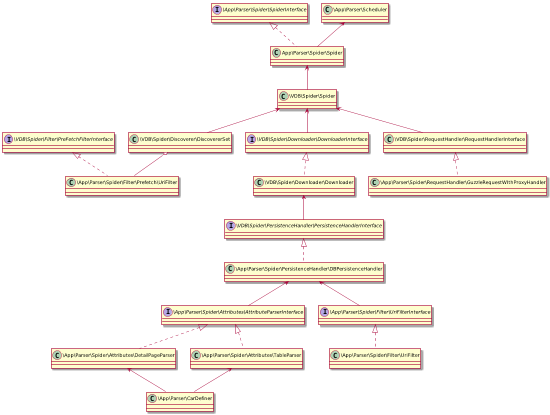 I \App\Parser\Spider\SpiderInterface
C \App\Parser\Scheduler
C App\Parser\Spider\Spider
C \VDB\Spider\Spider
I \VDB\Spider\Filter\PreFetchFilterInterface
C \VDB\Spider\Discoverer\DiscovererSet
I \VDB\Spider\Downloader\DownloaderInterface
C \VDB\Spider\RequestHandler\RequestHandlerInterface
C \App\Parser\Spider\Filter\Prefetch\UriFilter
C \VDB\Spider\Downloader\Downloader
C \App\Parser\Spider\RequestHandler\GuzzleRequestWithProxyHandler
I \VDB\Spider\PersistenceHandler\PersistenceHandlerInterface
C \App\Parser\Spider\PersistenceHandler\DBPersistenceHandler
I \App\Parser\Spider\Attributes\AttributeParserInterface
I \App\Parser\Spider\Filter\UriFilterInterface
C \App\Parser\Spider\Attributes\DetailPageParser
C \App\Parser\Spider\Attributes\TableParser
C \App\Parser\Spider\Filter\UriFilter
C \App\Parser\CarDefiner